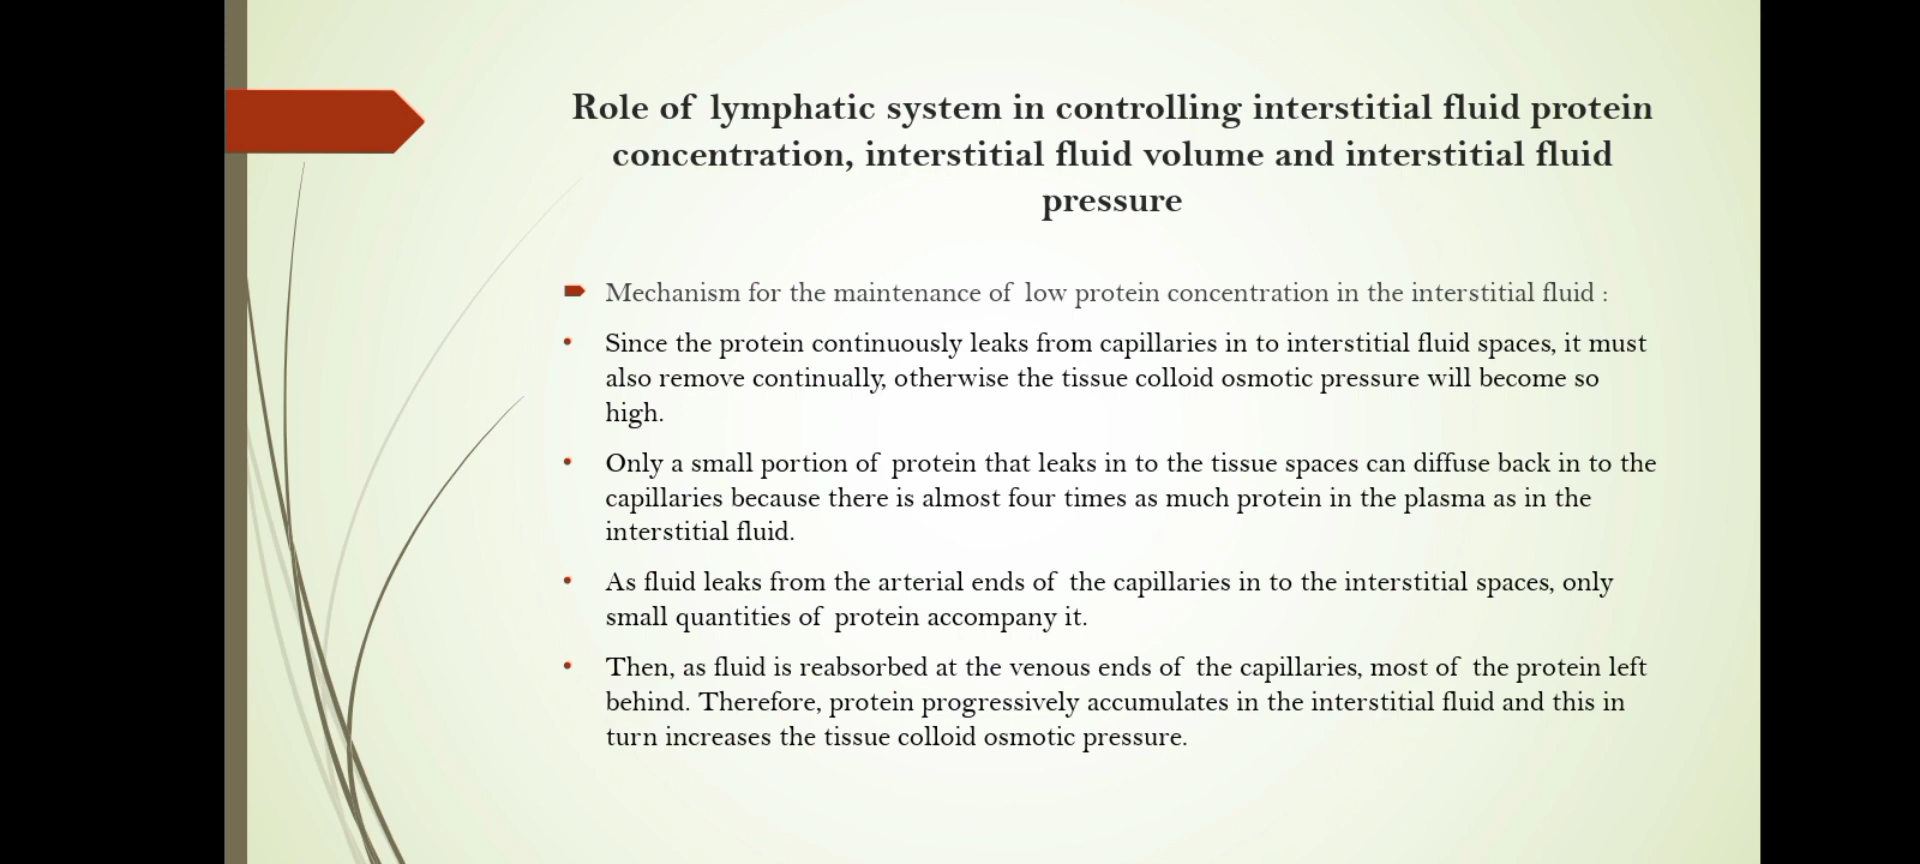 Role of lymphatic system in controlling interstitial fluid protein
concentration, interstitial fluid volume and interstitial fluid
pressure
Mechanism for the maintenance of low protein concentration in the interstitial fluid :
• Since the protein continuously leaks from capillaries in to interstitial fluid spaces, it must
also remove continually, otherwise the tissue colloid osmotic pressure will become so
high.
• Only a small portion of protein that leaks in to the tissue spaces can diffuse back in to the
capillaries because there is almost four times as much protein in the plasma as in the
interstitial fluid.
• As fluid leaks from the arterial ends of the capillaries in to the interstitial spaces, only
small quantities of protein accompany it.
• Then, as fluid is reabsorbed at the venous ends of the capillaries, most of the protein left
behind. Therefore, protein progressively accumulates in the interstitial fluid and this in
turn increases the tissue colloid osmotic pressure.